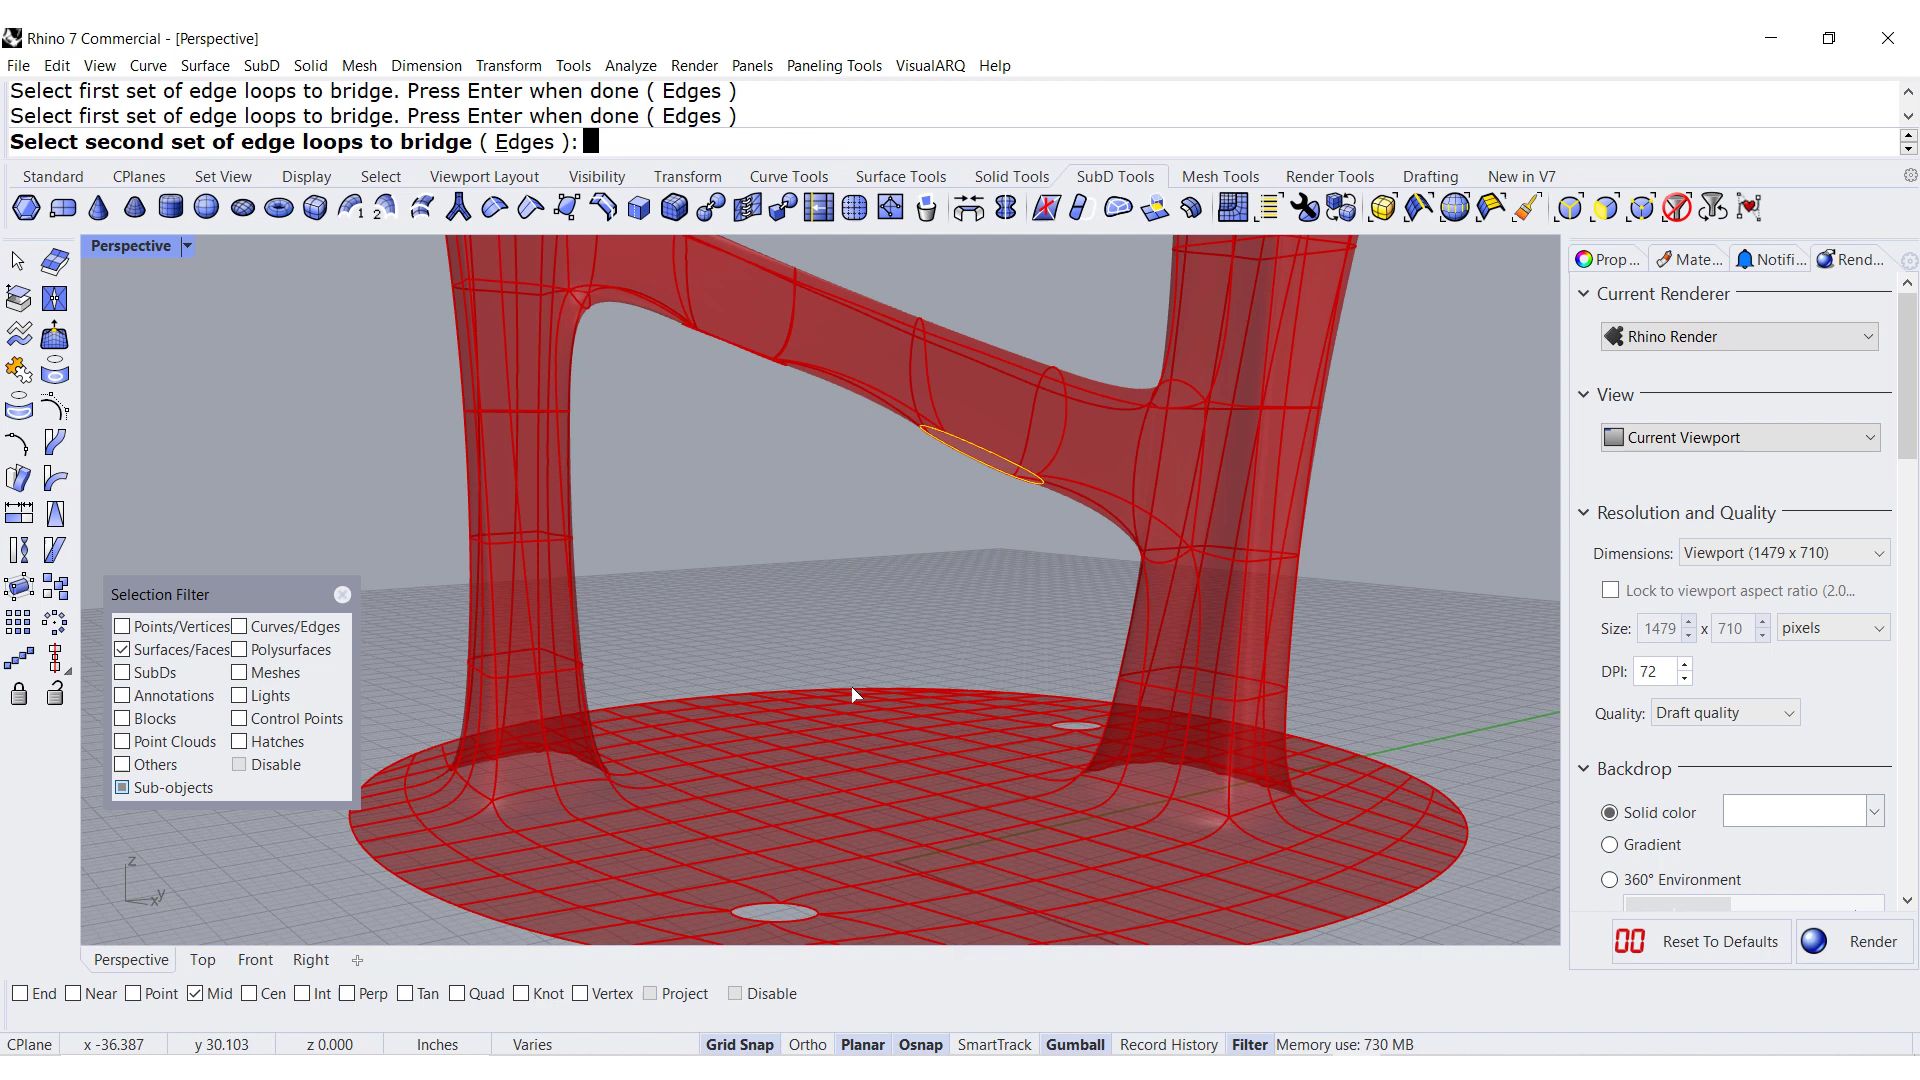 Rhino 7 Commercial - [Perspective]
File Edit View Curve Surface SubD Solid Mesh Dimension Transform Tools Analyze Render Panels Paneling Tools VisualARQ Help
Select first set of edge loops to bridge. Press Enter when done ( Edges )
Select first set of edge loops to bridge. Press Enter when done ( Edges )
Select second set of edge loops to bridge ( Edges ):
Standard CPlanes Set View Display Select Viewport Layout Visibility Transform Curve Tools Surface Tools Solid Tools SubD Tools Mesh Tools Render Tools Drafting New in V7
1 2
Perspective
Prop... Mate... Notifi... Rend...
Current Renderer
Rhino Render
View
Current Viewport
Resolution and Quality
Dimensions: Viewport (1479 x 710)
Lock to viewport aspect ratio (2.0...
Size: 1479 x 710 pixels
DPI: 72
Quality: Draft quality
Backdrop
Solid color
Gradient
360° Environment
Reset To Defaults Render
Selection Filter
Points/Vertices Curves/Edges
Surfaces/Faces Polysurfaces
SubDs Meshes
Annotations Lights
Blocks Control Points
Point Clouds Hatches
Others Disable
Sub-objects
z
x y
Perspective Top Front Right
End Near Point Mid Cen Int Perp Tan Quad Knot Vertex Project Disable
CPlane x -36.387 y 30.103 z 0.000 Inches Varies Grid Snap Ortho Planar Osnap SmartTrack Gumball Record History Filter Memory use: 730 MB